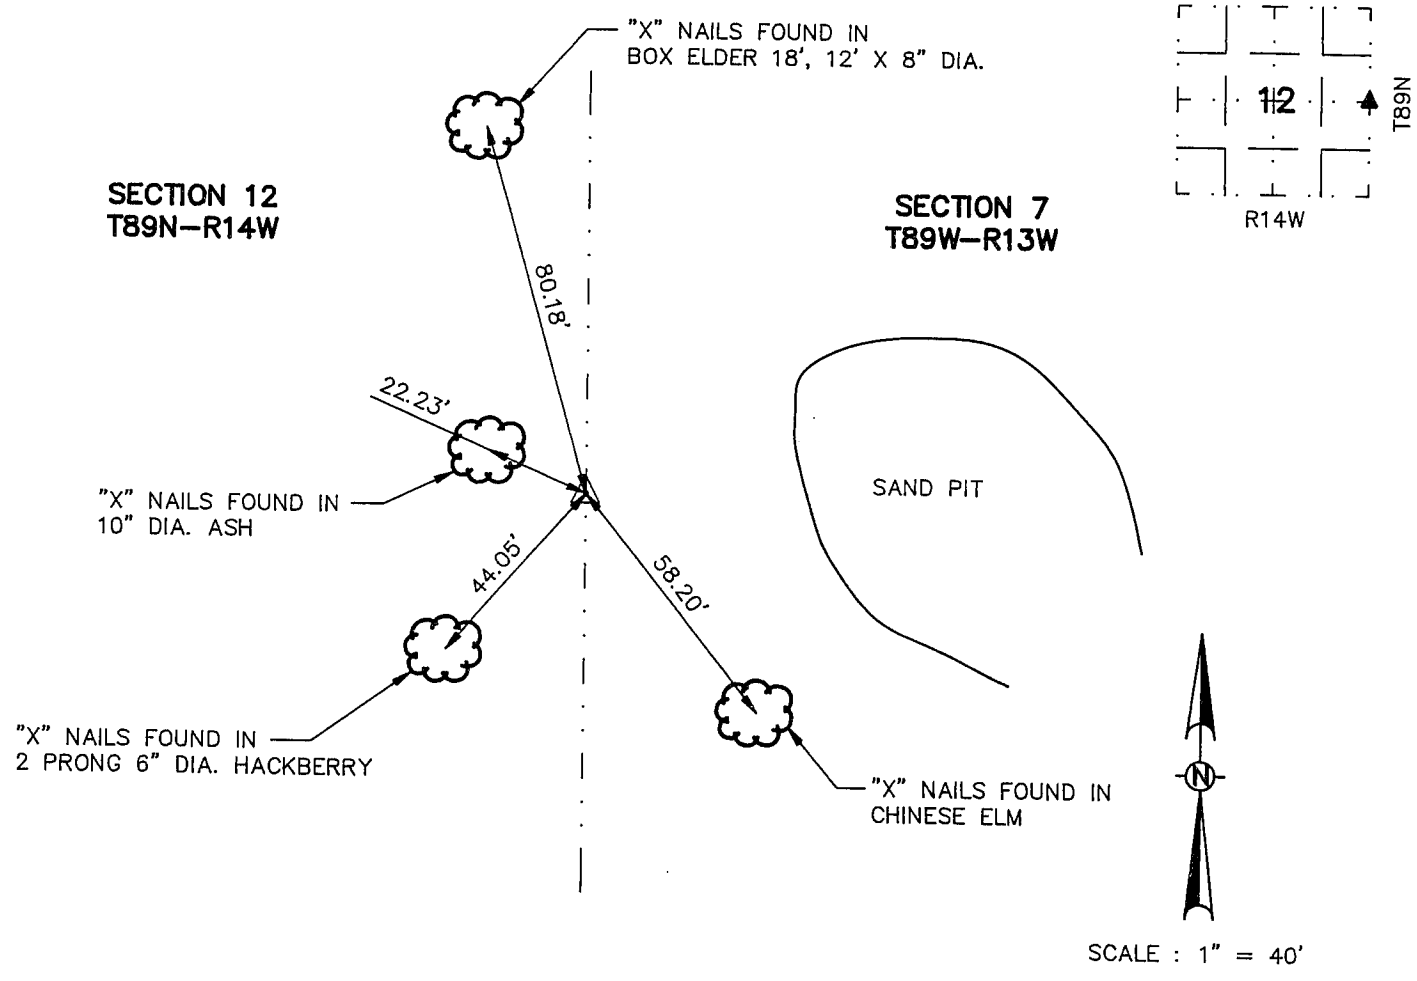 "X" NAILS FOUND IN
BOX ELDER 18', 12' X 8" DIA.
12
T89N
R14W
SECTION 12
T89N-R14W
SECTION 7
T89W-R13W
80.18'
22.23'
"X" NAILS FOUND IN
10" DIA. ASH
SAND PIT
44.05'
58.20'
"X" NAILS FOUND IN
2 PRONG 6" DIA. HACKBERRY
"X" NAILS FOUND IN
CHINESE ELM
N
SCALE : 1" = 40'